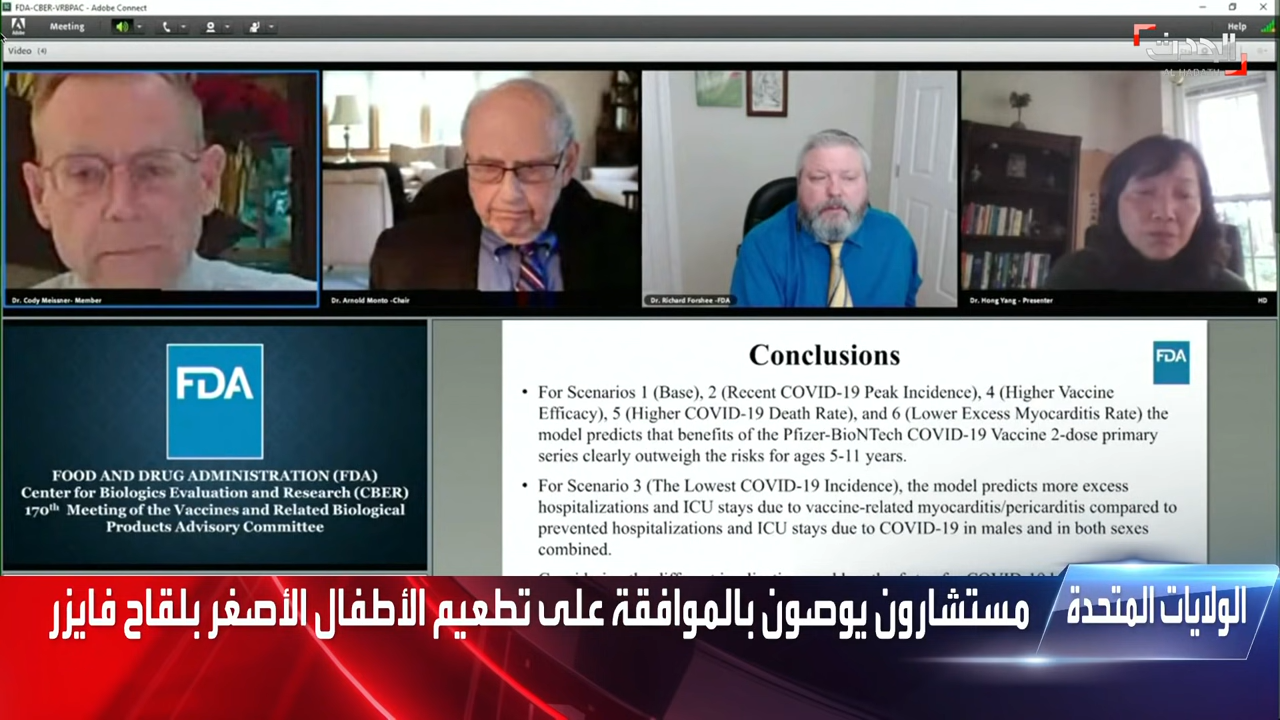 FDA-CBER-VRBPAC - Adobe Connect
Adobe
Meeting
Help
Video (4)
الحدث
AL HADATH
Dr. Cody Meissner- Member
Dr. Arnold Monto -Chair
Dr. Richard Forshee -FDA
Dr. Hong Yang - Presenter
HD
FDA
FOOD AND DRUG ADMINISTRATION (FDA)
Center for Biologics Evaluation and Research (CBER)
170th Meeting of the Vaccines and Related Biological
Products Advisory Committee
Conclusions
FDA
• For Scenarios 1 (Base), 2 (Recent COVID-19 Peak Incidence), 4 (Higher Vaccine
Efficacy), 5 (Higher COVID-19 Death Rate), and 6 (Lower Excess Myocarditis Rate) the
model predicts that benefits of the Pfizer-BioNTech COVID-19 Vaccine 2-dose primary
series clearly outweigh the risks for ages 5-11 years.
• For Scenario 3 (The Lowest COVID-19 Incidence), the model predicts more excess
hospitalizations and ICU stays due to vaccine-related myocarditis/pericarditis compared to
prevented hospitalizations and ICU stays due to COVID-19 in males and in both sexes
combined.
الولايات المتحدة
مستشارون يوصون بالموافقة على تطعيم الأطفال الأصغر بلقاح فايزر